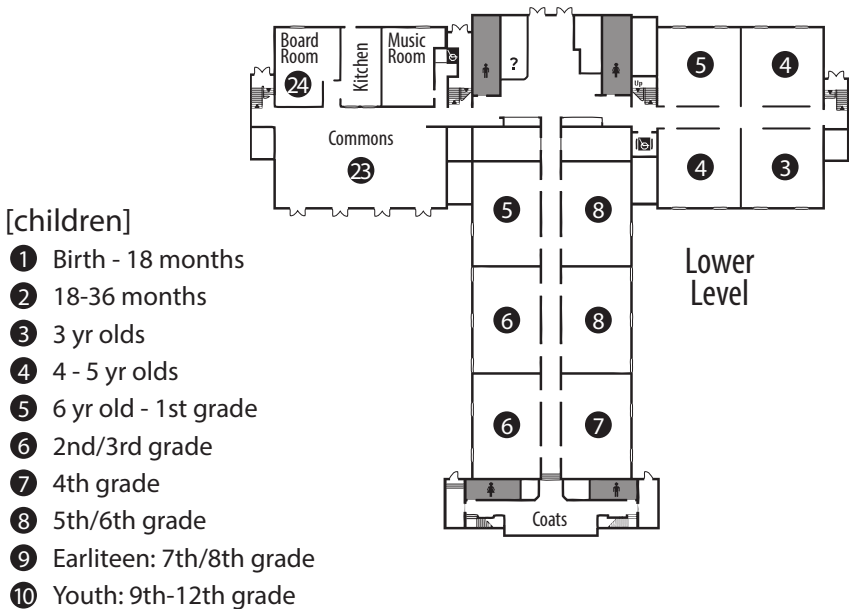 Board
Room
24
Kitchen
Music
Room
?
Up
5
4
Commons
23
4
3
5
8
6
8
6
7
Coats
Lower
Level
[children]
1 Birth - 18 months
2 18-36 months
3 3 yr olds
4 4 - 5 yr olds
5 6 yr old - 1st grade
6 2nd/3rd grade
7 4th grade
8 5th/6th grade
9 Earliteen: 7th/8th grade
10 Youth: 9th-12th grade